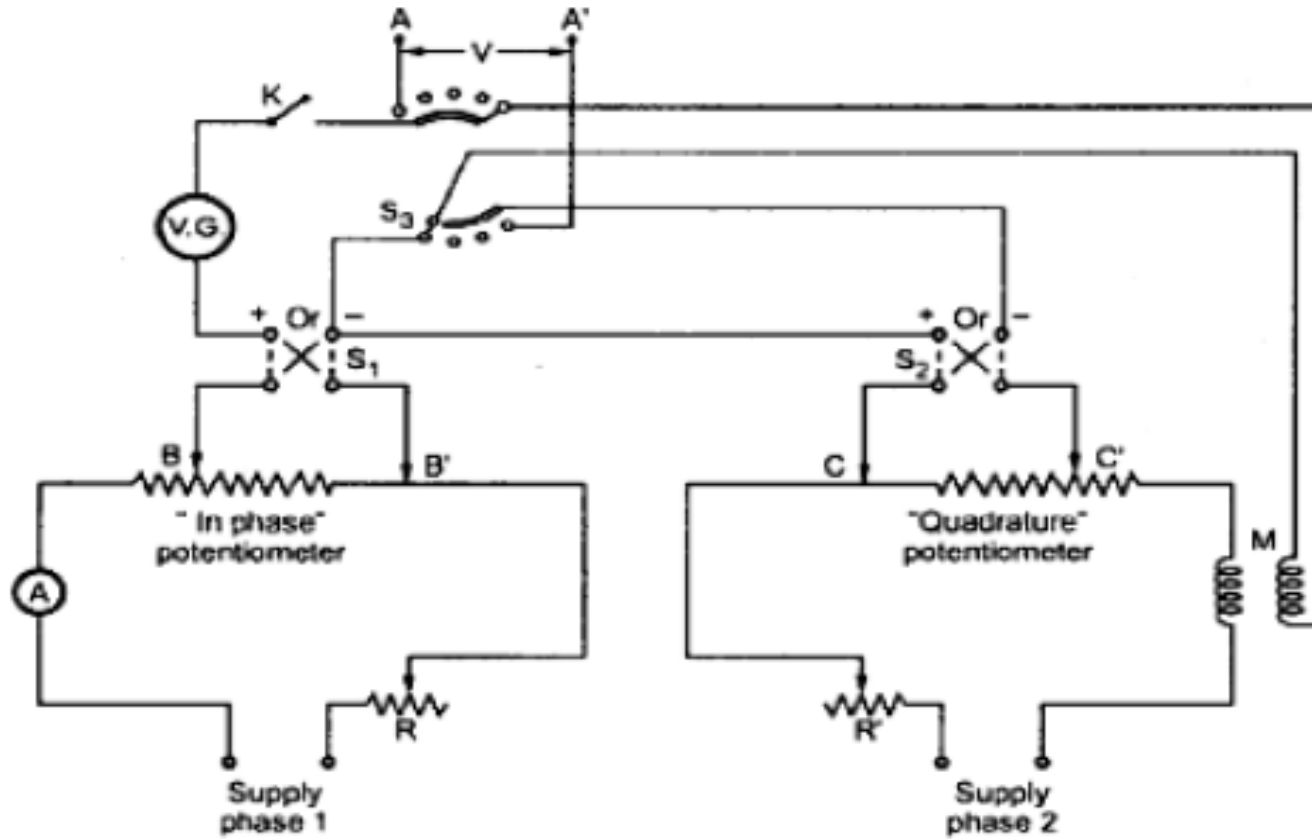 A A'
V
K
S3
V.G.
+ Or −
+ Or −
S1
S2
B B'
C C'
"In phase"
potentiometer
"Quadrature"
potentiometer
M
A
R
R'
Supply
phase 1
Supply
phase 2